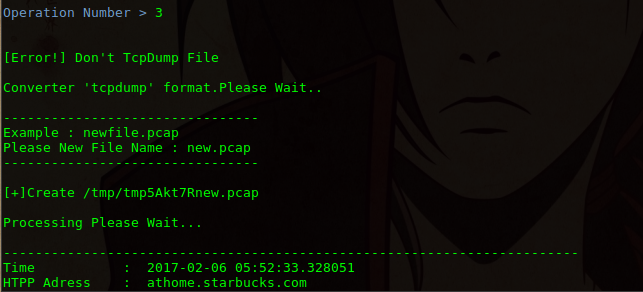 Operation Number > 3
[Error!] Don't TcpDump File
Converter 'tcpdump' format.Please Wait..
--------------------------------
Example : newfile.pcap
Please New File Name : new.pcap
--------------------------------
[+]Create /tmp/tmp5Akt7Rnew.pcap
Processing Please Wait...
------------------------------------------------------------------------
Time           :  2017-02-06 05:52:33.328051
HTPP Adress    :  athome.starbucks.com